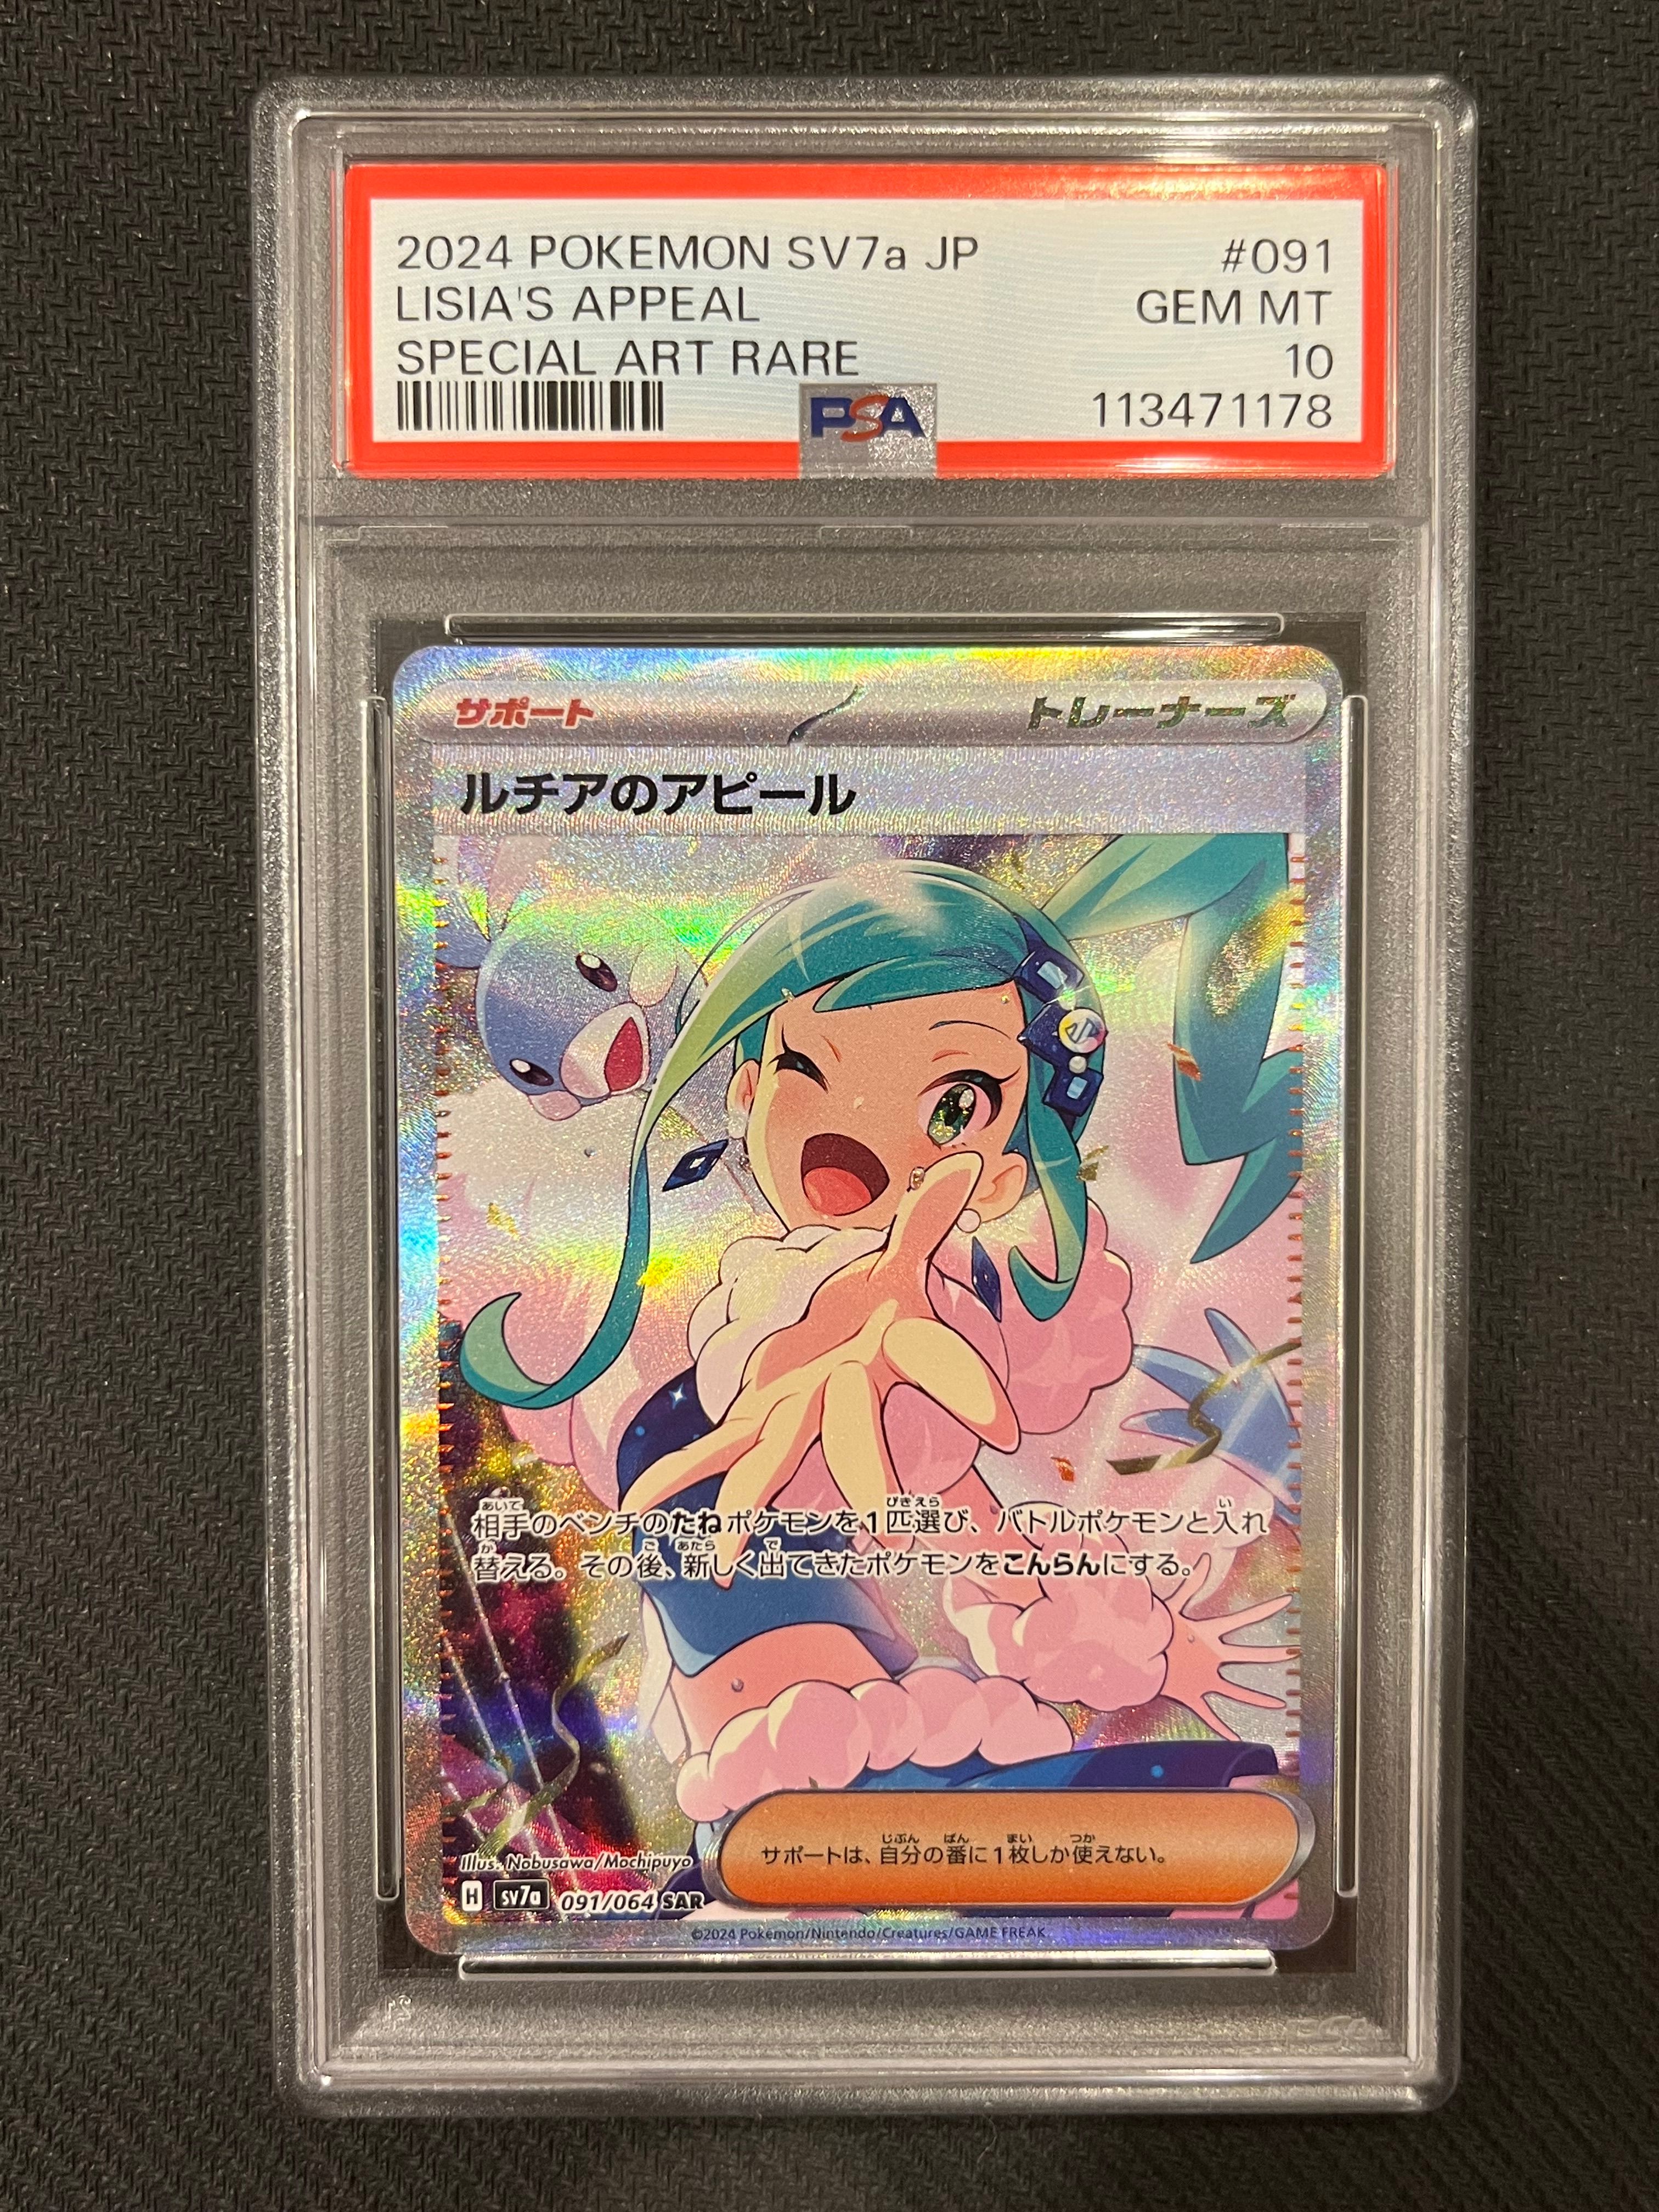 2024 POKEMON SV7a JP #091
LISIA'S APPEAL GEM MT
SPECIAL ART RARE 10
PSA 113471178
サポート トレーナーズ
ルチアのアピール
相手のベンチのたねポケモンを1匹選び、バトルポケモンと入れ
替える。その後、新しく出てきたポケモンをこんらんにする。
サポートは、自分の番に1枚しか使えない。
Illus. Nobusawa/Mochipuyo
H sv7a 091/064 SAR
©2024 Pokémon/Nintendo/Creatures/GAME FREAK.